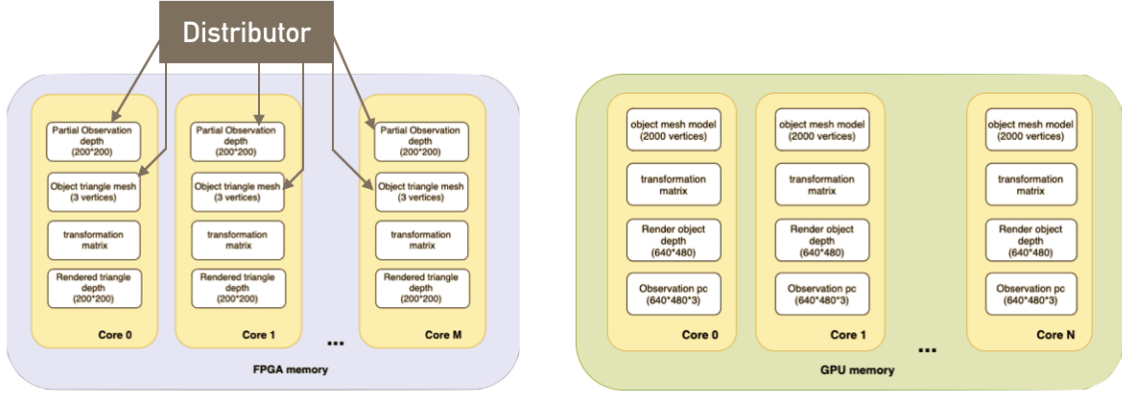 Distributor
Partial Observation
depth
(200*200)
Object triangle mesh
(3 vertices)
transformation
matrix
Rendered triangle
depth
(200*200)
Core 0
Partial Observation
depth
(200*200)
Object triangle mesh
(3 vertices)
transformation
matrix
Rendered triangle
depth
(200*200)
Core 1
...
Partial Observation
depth
(200*200)
Object triangle mesh
(3 vertices)
transformation
matrix
Rendered triangle
depth
(200*200)
Core M
FPGA memory
object mesh model
(2000 vertices)
transformation
matrix
Render object
depth
(640*480)
Observation pc
(640*480*3)
Core 0
object mesh model
(2000 vertices)
transformation
matrix
Render object
depth
(640*480)
Observation pc
(640*480*3)
Core 1
...
object mesh model
(2000 vertices)
transformation
matrix
Render object
depth
(640*480)
Observation pc
(640*480*3)
Core N
GPU memory